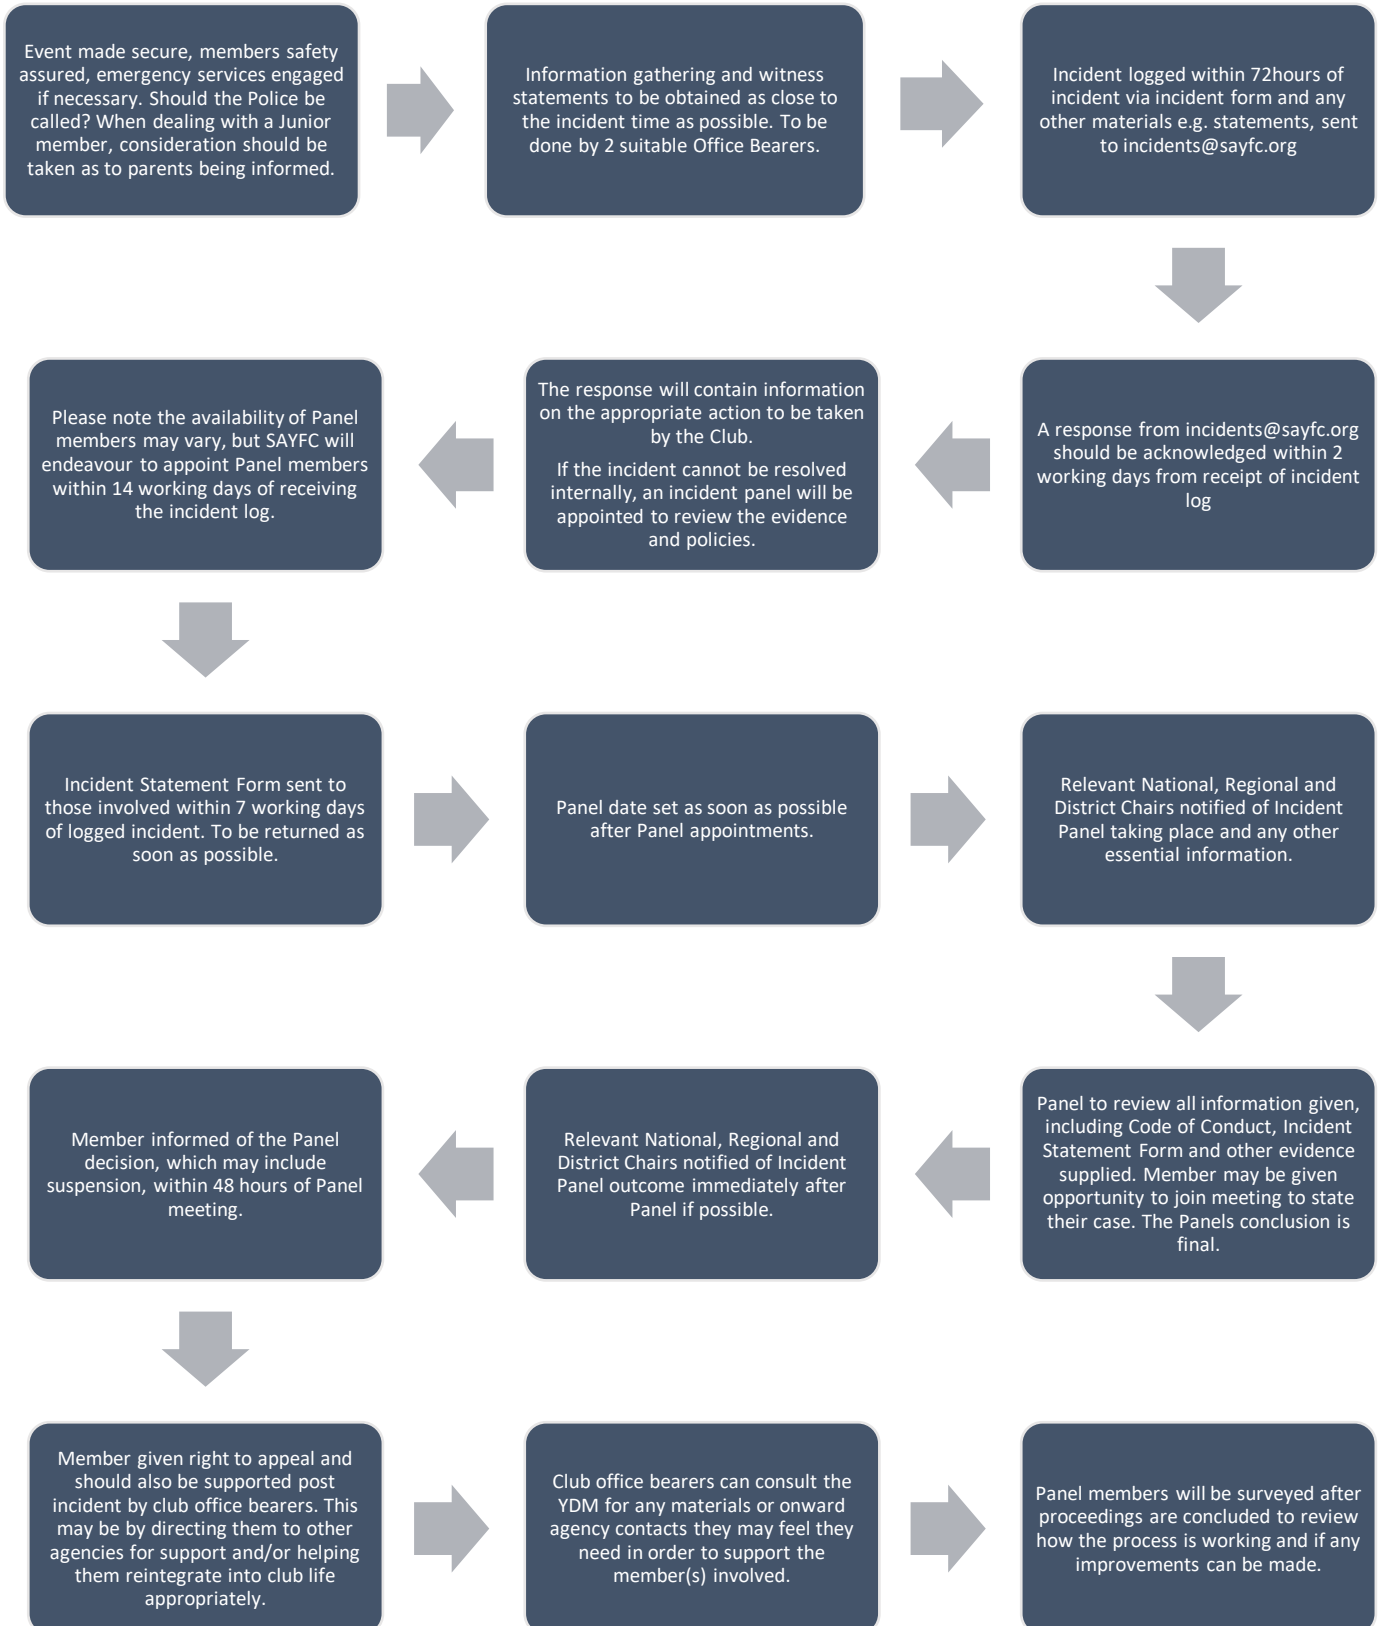 Event made secure, members safety
assured, emergency services engaged
if necessary. Should the Police be
called? When dealing with a Junior
member, consideration should be
taken as to parents being informed.
Information gathering and witness
statements to be obtained as close to
the incident time as possible. To be
done by 2 suitable Office Bearers.
Incident logged within 72hours of
incident via incident form and any
other materials e.g. statements, sent
to incidents@sayfc.org
A response from incidents@sayfc.org
should be acknowledged within 2
working days from receipt of incident
log
The response will contain information
on the appropriate action to be taken
by the Club.
If the incident cannot be resolved
internally, an incident panel will be
appointed to review the evidence
and policies.
Please note the availability of Panel
members may vary, but SAYFC will
endeavour to appoint Panel members
within 14 working days of receiving
the incident log.
Incident Statement Form sent to
those involved within 7 working days
of logged incident. To be returned as
soon as possible.
Panel date set as soon as possible
after Panel appointments.
Relevant National, Regional and
District Chairs notified of Incident
Panel taking place and any other
essential information.
Panel to review all information given,
including Code of Conduct, Incident
Statement Form and other evidence
supplied. Member may be given
opportunity to join meeting to state
their case. The Panels conclusion is
final.
Relevant National, Regional and
District Chairs notified of Incident
Panel outcome immediately after
Panel if possible.
Member informed of the Panel
decision, which may include
suspension, within 48 hours of Panel
meeting.
Member given right to appeal and
should also be supported post
incident by club office bearers. This
may be by directing them to other
agencies for support and/or helping
them reintegrate into club life
appropriately.
Club office bearers can consult the
YDM for any materials or onward
agency contacts they may feel they
need in order to support the
member(s) involved.
Panel members will be surveyed after
proceedings are concluded to review
how the process is working and if any
improvements can be made.